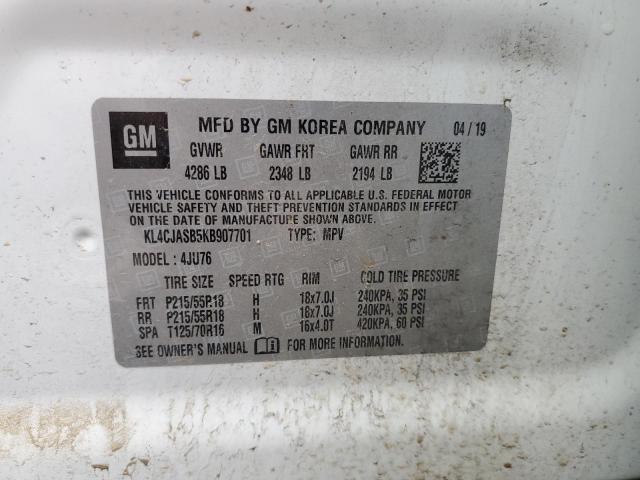 GM
MFD BY GM KOREA COMPANY 04/19
GVWR GAWR FRT GAWR RR
4286 LB 2348 LB 2194 LB
THIS VEHICLE CONFORMS TO ALL APPLICABLE U.S. FEDERAL MOTOR
VEHICLE SAFETY AND THEFT PREVENTION STANDARDS IN
EFFECT ON THE DATE OF MANUFACTURE SHOWN ABOVE.
KL4CJASB5KB907701 TYPE: MPV
MODEL: 4JU76
TIRE SIZE SPEED RTG RIM COLD TIRE PRESSURE
FRT P215/55R18 H 18x7.0J 240KPA, 35 PSI
RR P215/55R18 H 18x7.0J 240KPA, 35 PSI
SPA T125/70R16 M 16x4.0T 420KPA, 60 PSI
SEE OWNER'S MANUAL FOR MORE INFORMATION.